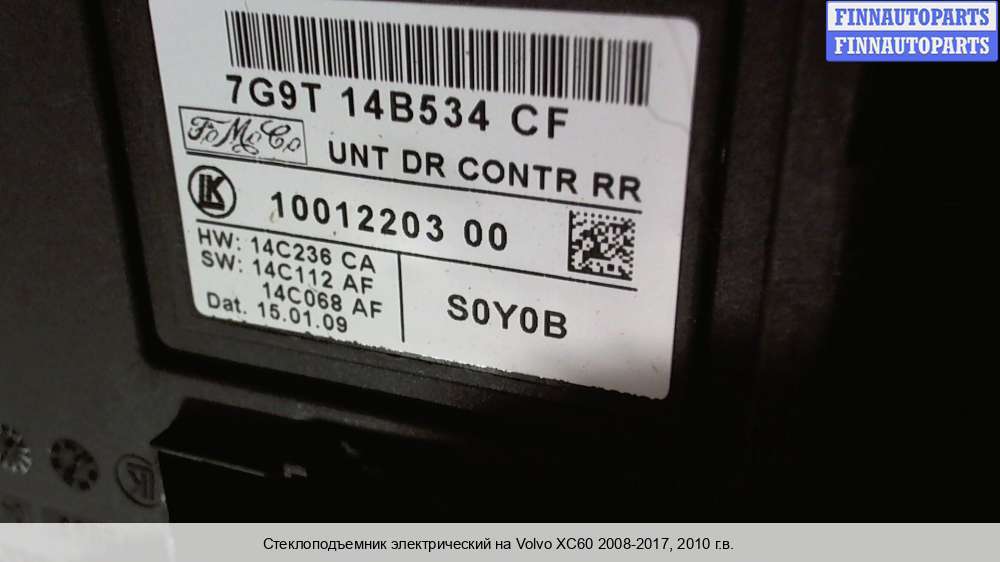 FINNAUTOPARTS
FINNAUTOPARTS
7G9T 14B534 CF
FoMoCo
UNT DR CONTR RR
K
10012203 00
HW: 14C236 CA
SW: 14C112 AF
14C068 AF
Dat. 15.01.09
S0Y0B
Стеклоподъемник электрический на Volvo XC60 2008-2017, 2010 г.в.